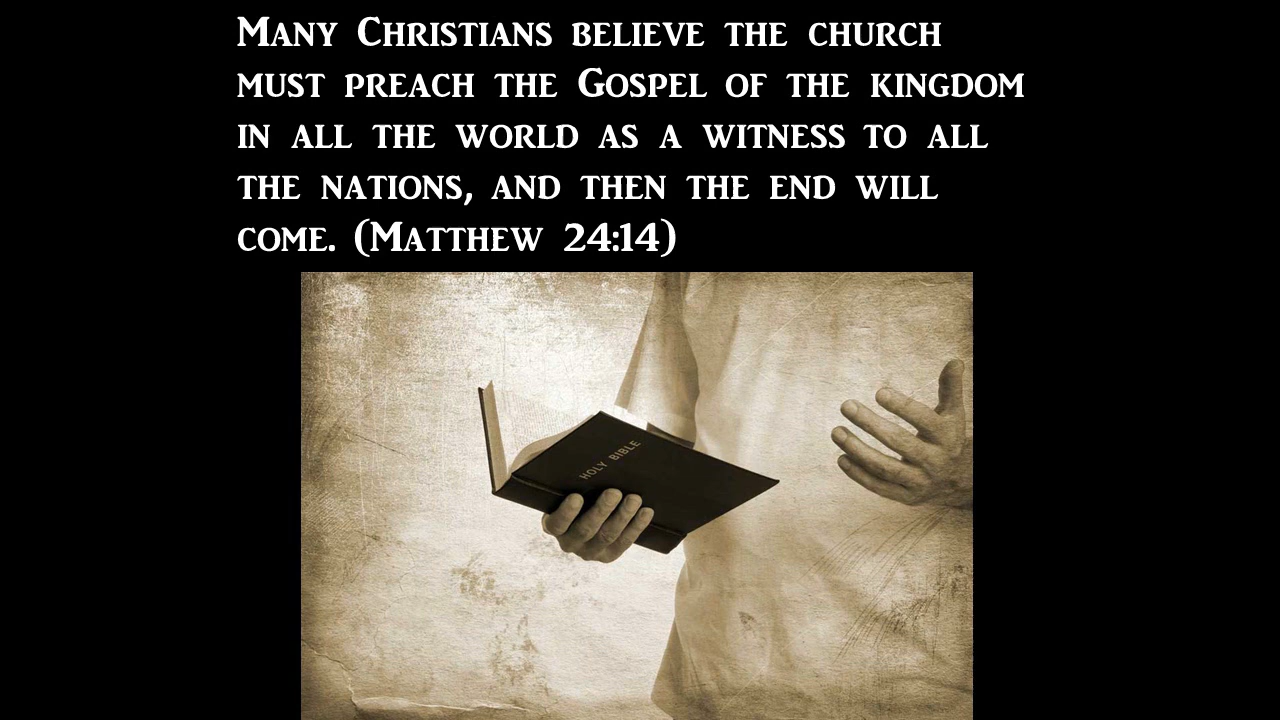 Many Christians believe the church
must preach the Gospel of the kingdom
in all the world as a witness to all
the nations, and then the end will
come. (Matthew 24:14)
HOLY BIBLE